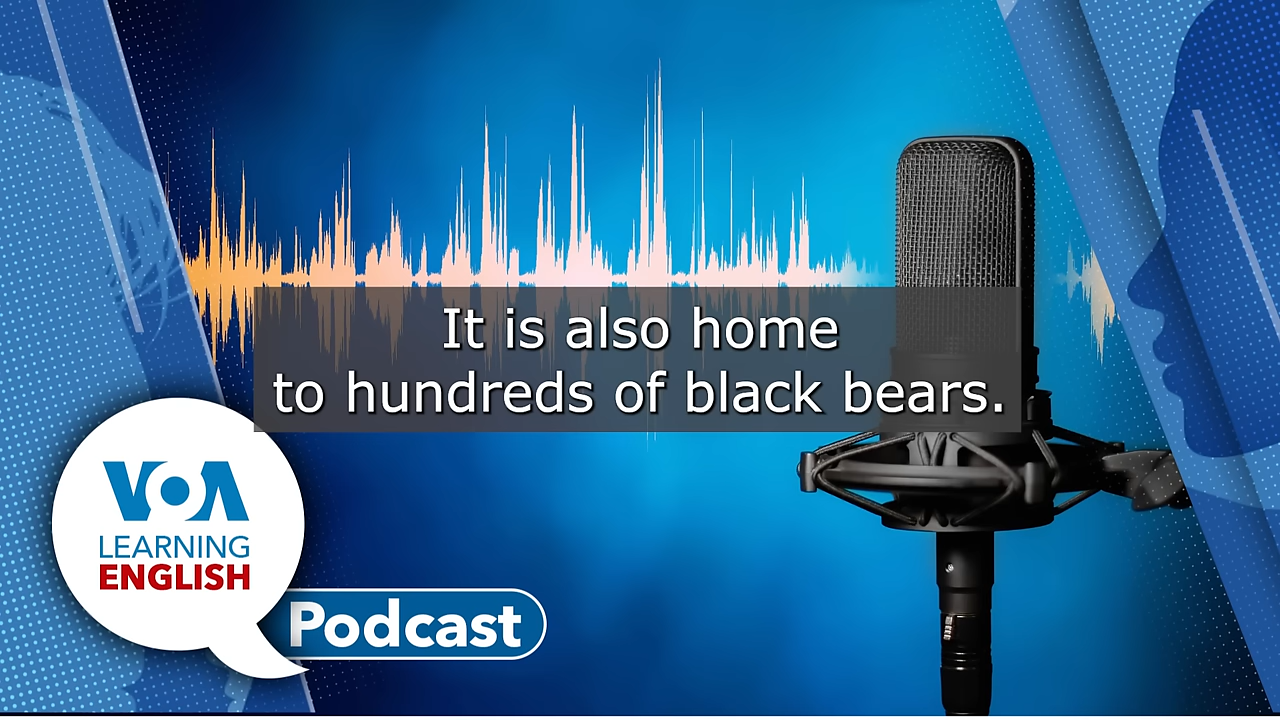 It is also home
to hundreds of black bears.
VOA
LEARNING
ENGLISH
Podcast